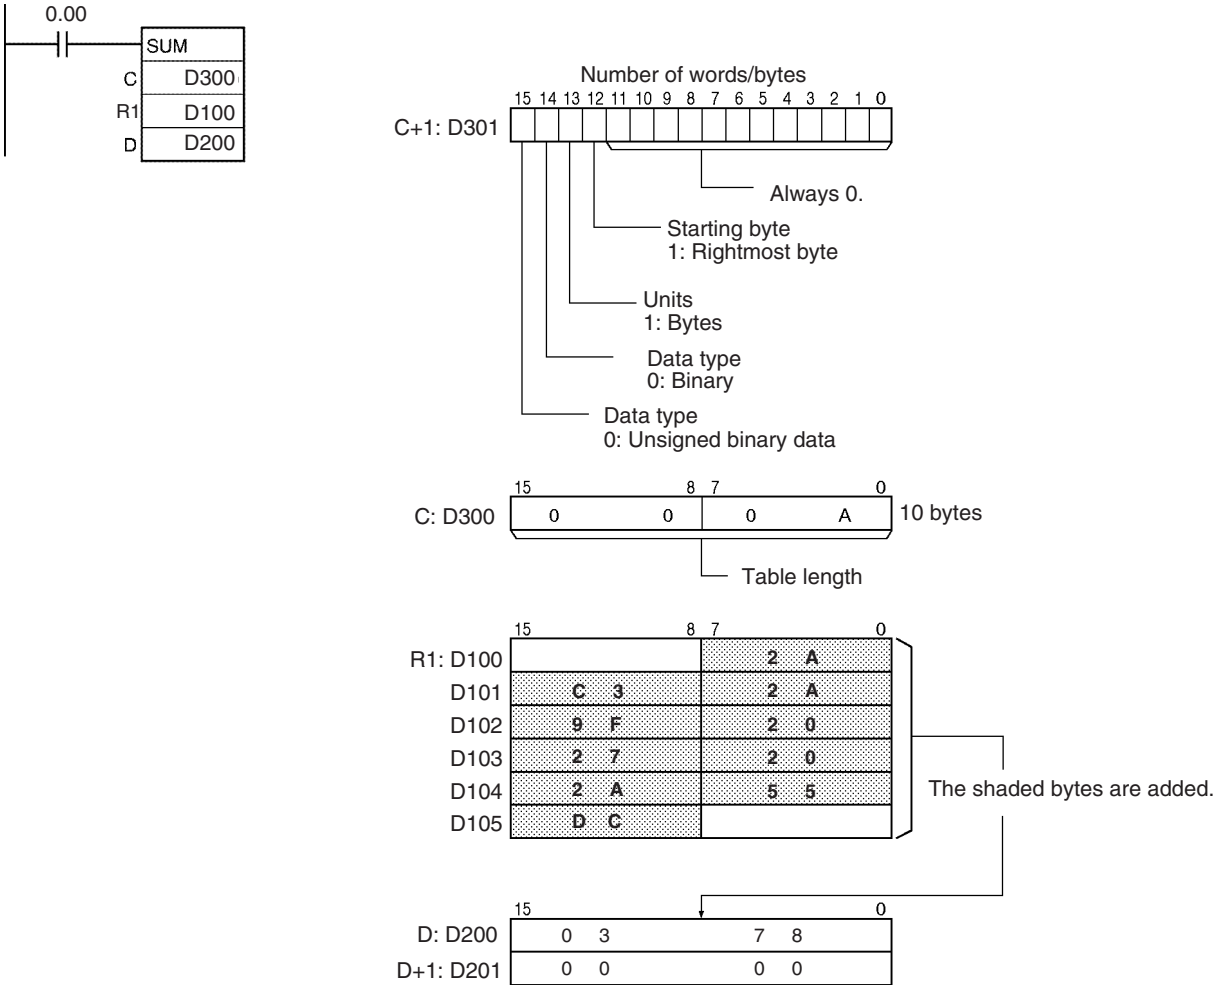 0.00
SUM
C D300
R1 D100
D D200
Number of words/bytes
15 14 13 12 11 10 9 8 7 6 5 4 3 2 1 0
C+1: D301
Always 0.
Starting byte
1: Rightmost byte
Units
1: Bytes
Data type
0: Binary
Data type
0: Unsigned binary data
15 8 7 0
C: D300 0 0 0 A 10 bytes
Table length
15 8 7 0
R1: D100 2 A
D101 C 3 2 A
D102 9 F 2 0
D103 2 7 2 0
D104 2 A 5 5
D105 D C
The shaded bytes are added.
15 0
D: D200 0 3 7 8
D+1: D201 0 0 0 0